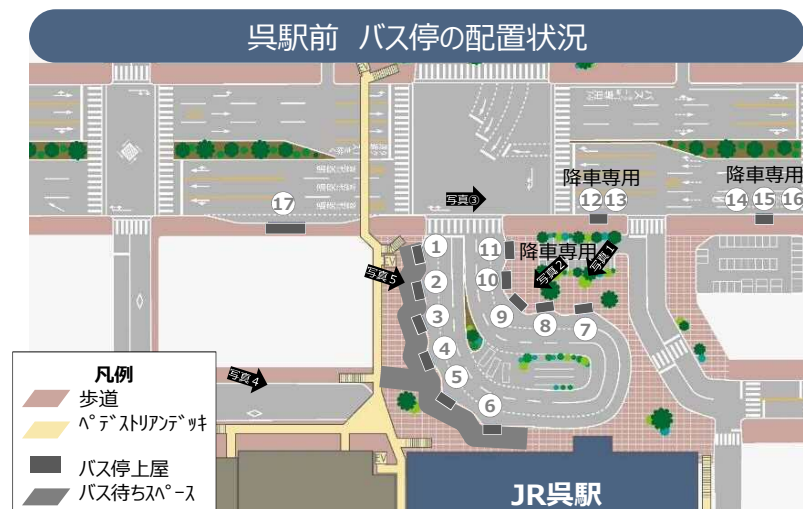 呉駅前 バス停の配置状況
降車専用
降車専用
12 13
14 15 16
17
写真③
1
11
降車専用
写真2
写真1
EV
写真5
2
10
3
9
8
7
4
写真4
5
6
凡例
歩道
ペデストリアンデッキ
バス停上屋
バス待ちスペース
EV
JR呉駅